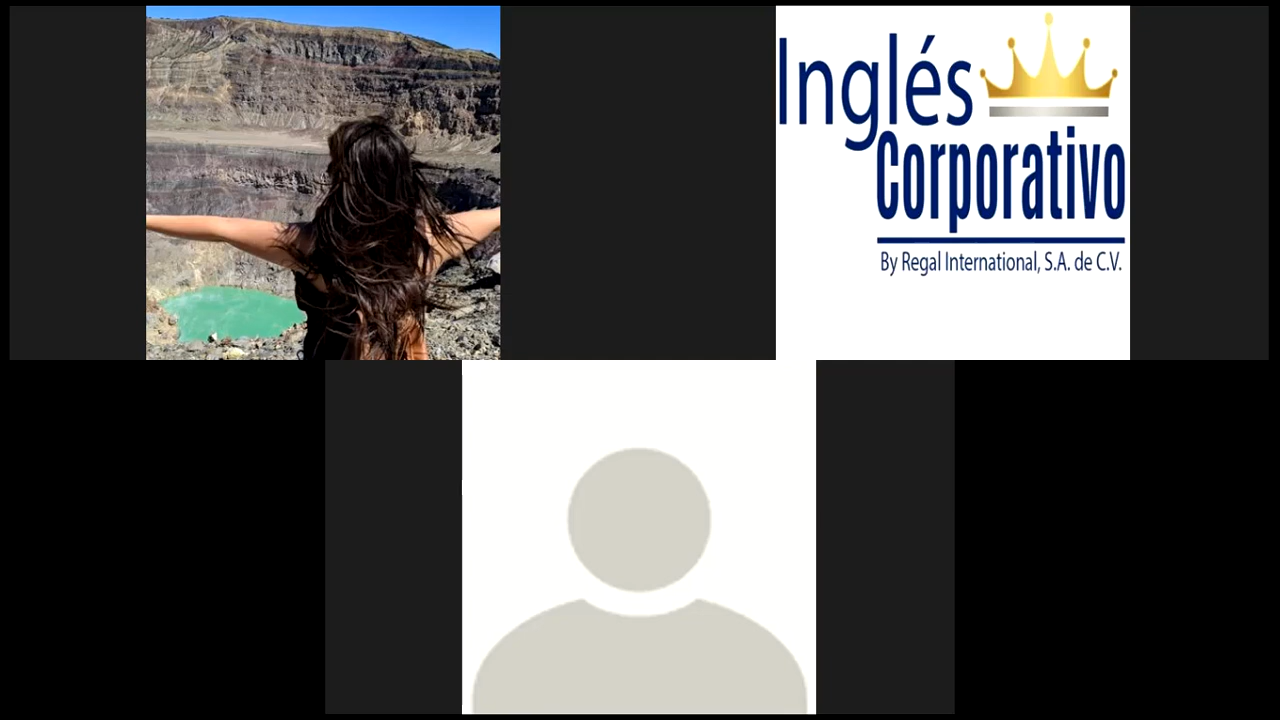 Inglés
Corporativo
By Regal International, S.A. de C.V.